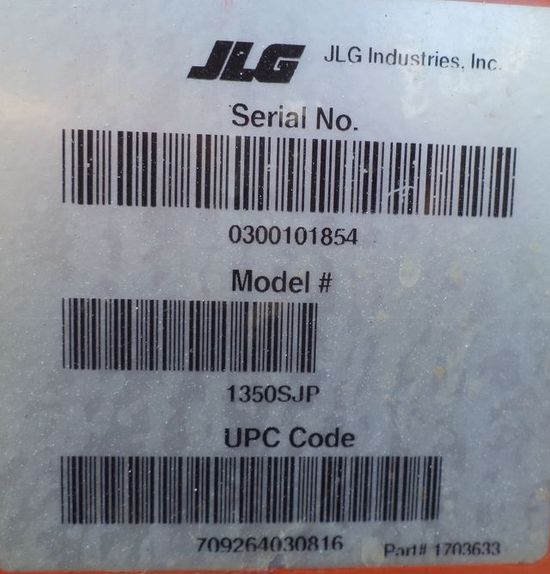 JLG JLG Industries, Inc.
Serial No.
0300101854
Model #
1350SJP
UPC Code
709264030816 Part# 1703633